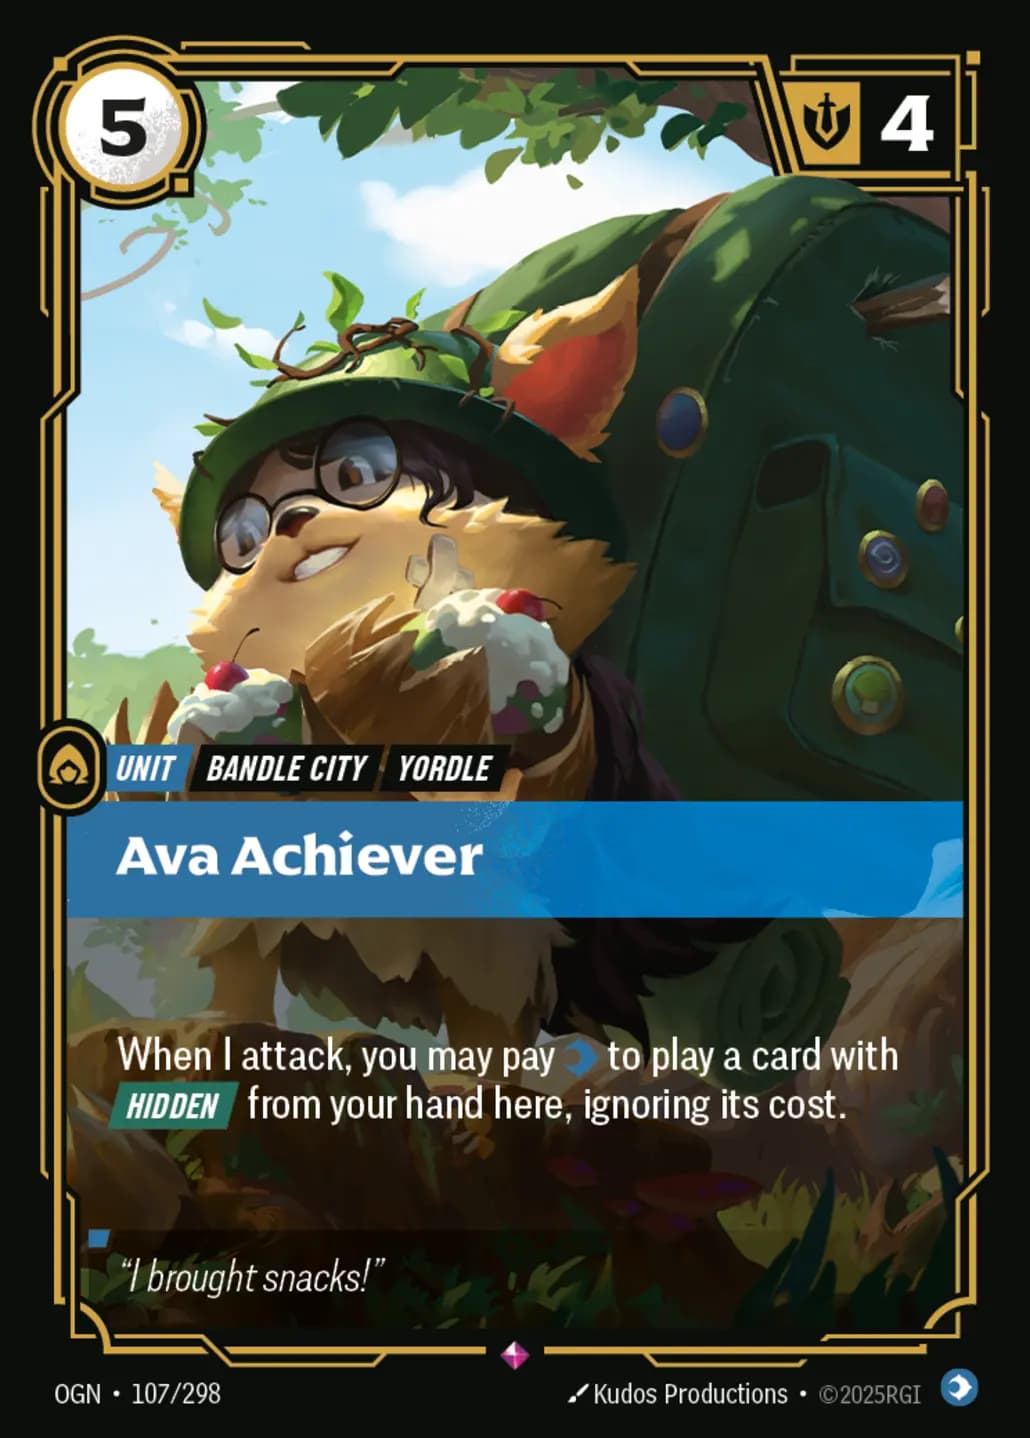 5
4
UNIT BANDLE CITY YORDLE
Ava Achiever
When I attack, you may pay to play a card with
HIDDEN from your hand here, ignoring its cost.
“I brought snacks!”
OGN • 107/298
Kudos Productions • ©2025RGI